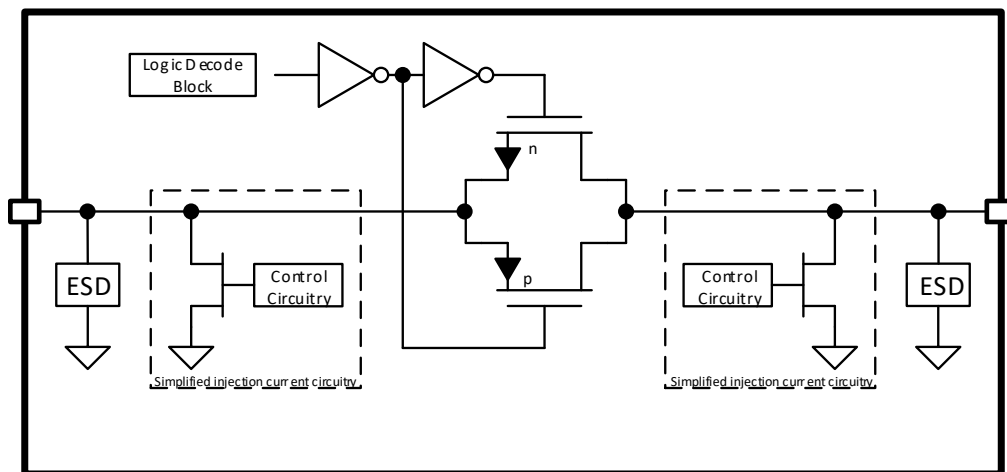 Logic Decode
Block
n
p
ESD
Control
Circuitry
Simplified injection current circuitry
Control
Circuitry
ESD
Simplified injection current circuitry